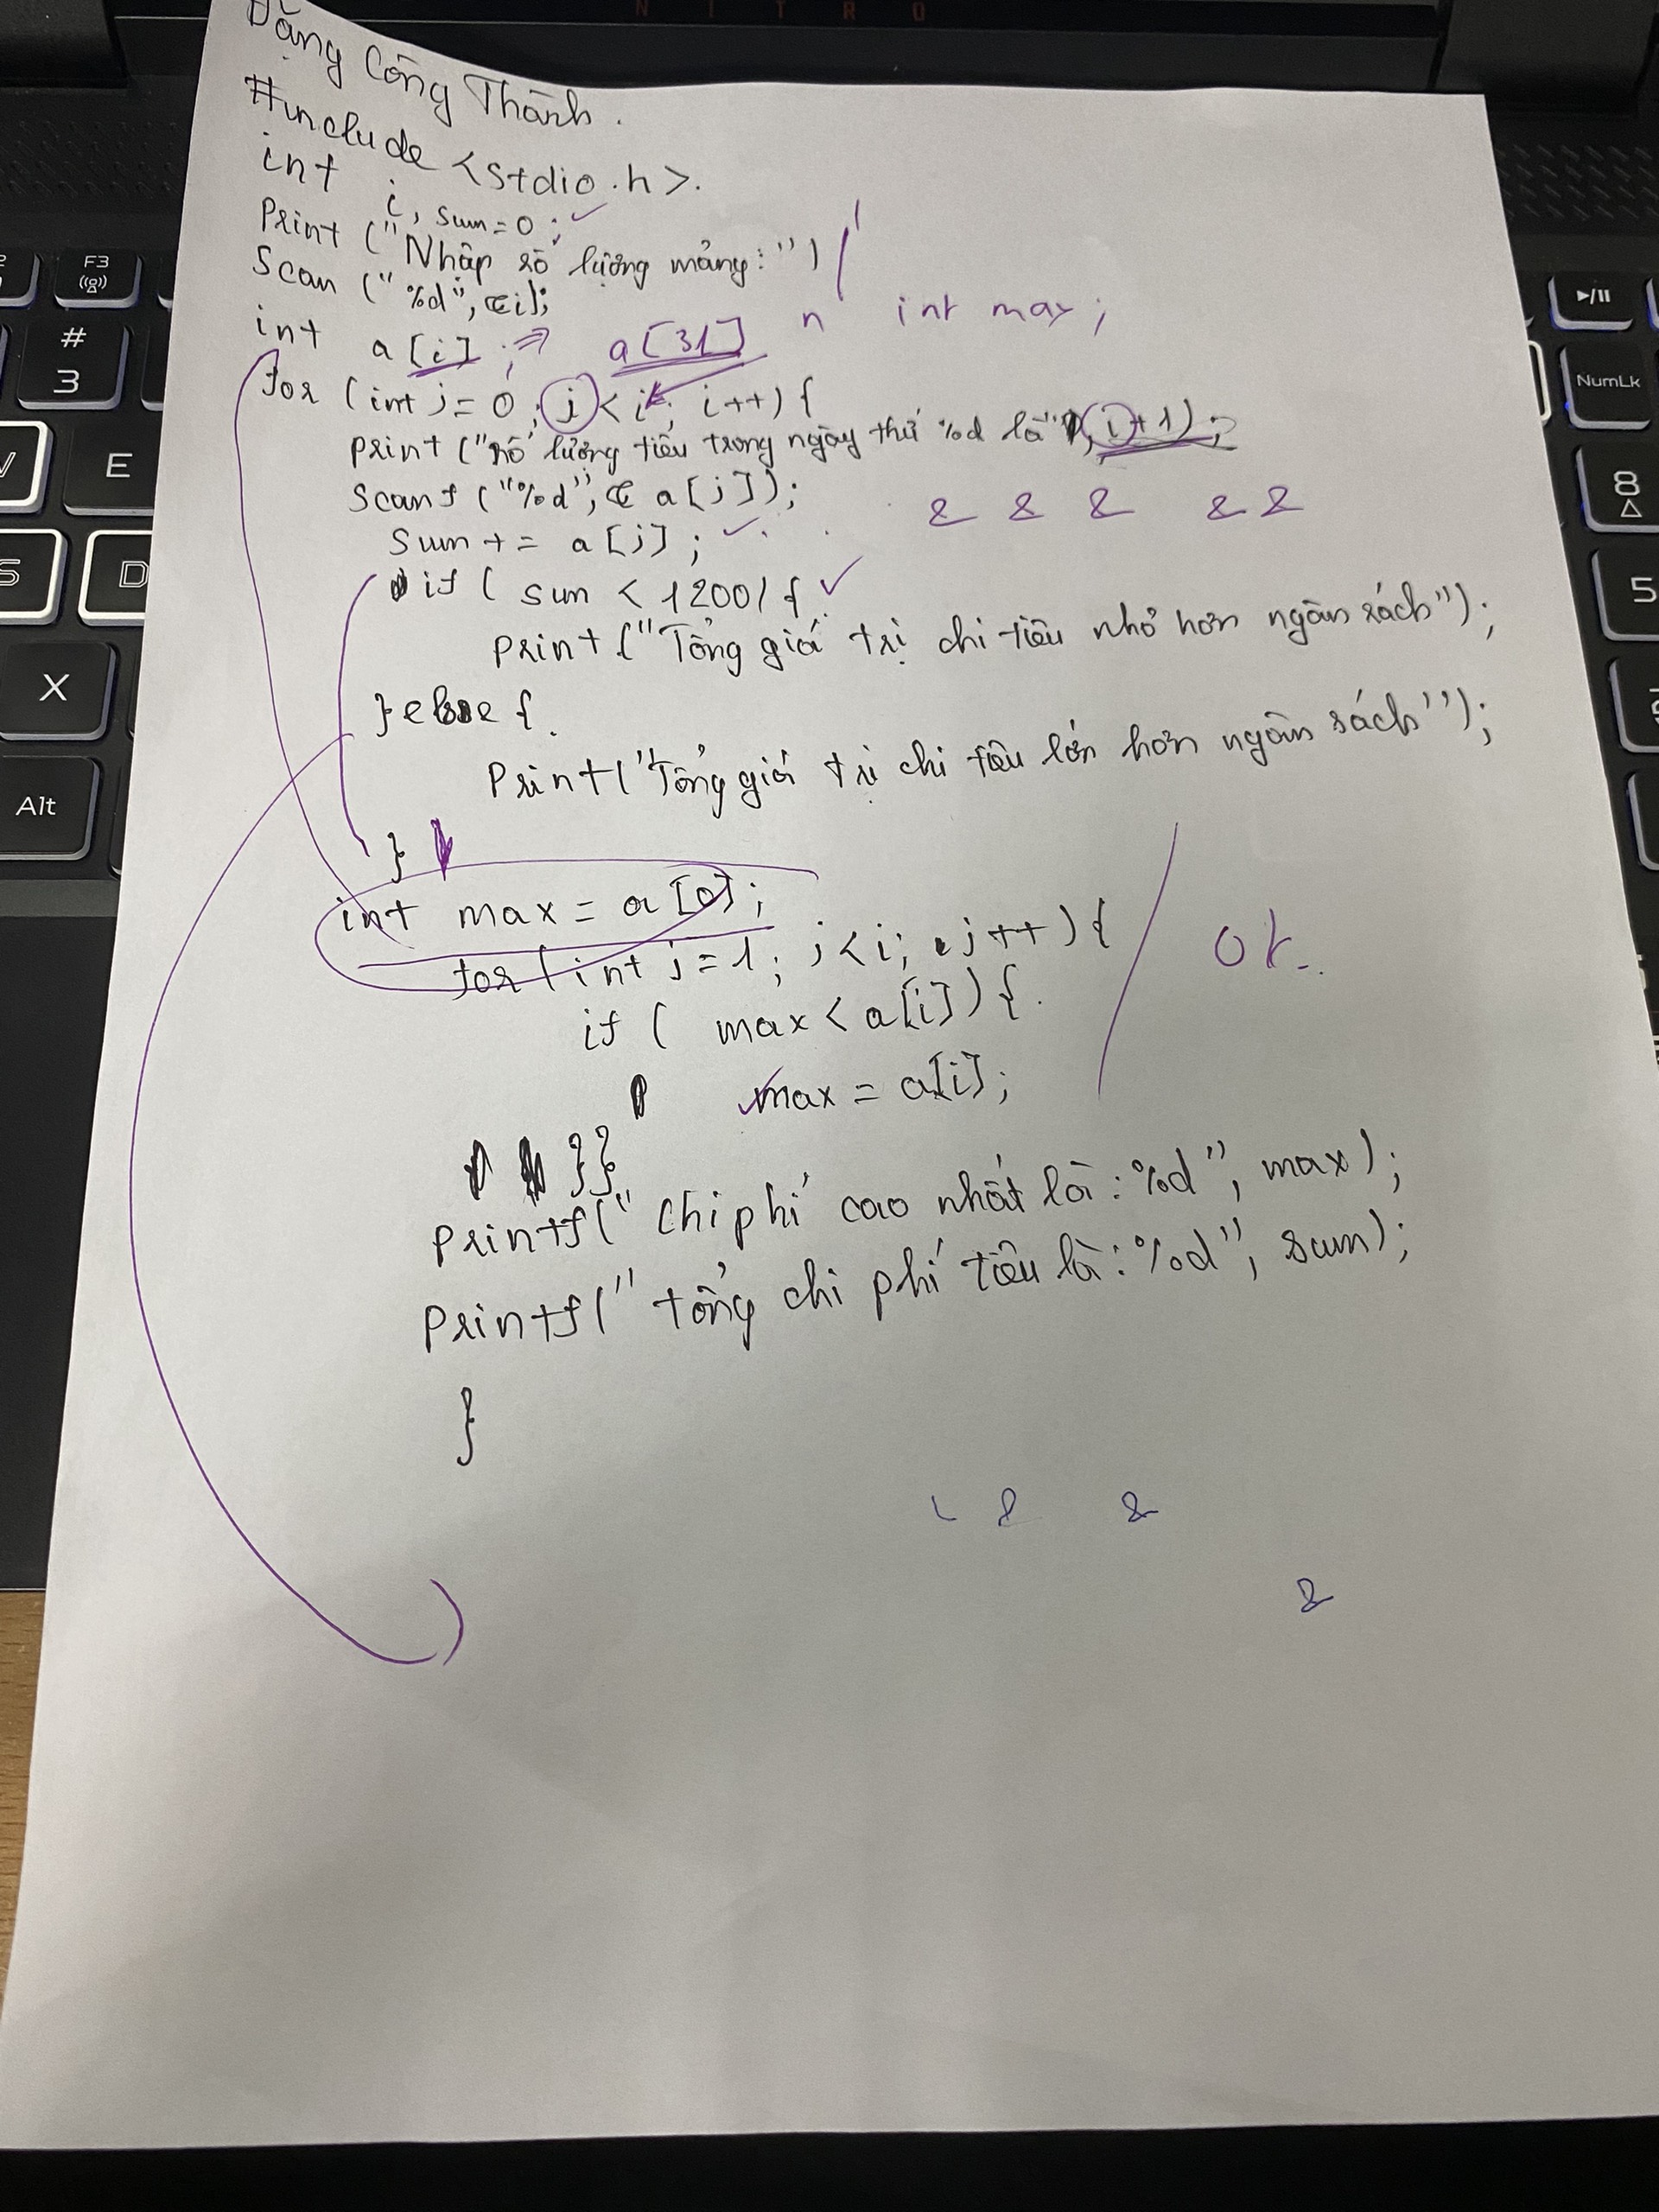 NITRO
Đặng Công Thành.
#include <stdio.h>.
int i, sum=0;
Print ("Nhập số lượng mảng:")
Scan ("%d", &i);
int a[i]; ⇒ a[31] n int max;
for (int j=0; j<i; i++){
print ("số lượng tiêu trong ngày thứ %d là", i+1);
Scanf ("%d", & a[j]);
& & & & &
Sum += a[j];
if ( sum < 1200) {
print ("Tổng giá trị chi tiêu nhỏ hơn ngân sách");
} else {
Print("Tổng giá trị chi tiêu lớn hơn ngân sách");
}
int max = a[0];
for (int j=1; j<i; j++){
ok..
if ( max < a[i]){
max = a[i];
}}
printf(" Chi phí cao nhất là: %d", max);
printf(" tổng chi phí tiêu là: %d", sum);
}
& &
&
F3
#
3
E
S
D
X
Alt
NumLk
8
5